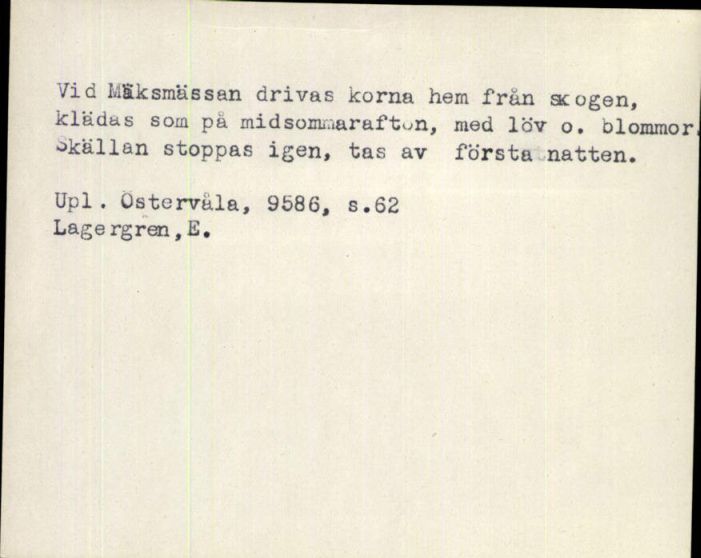 Vid Mäksmässan drivas korna hem från skogen,
klädas som på midsommarafton, med löv o. blommor.
Skällan stoppas igen, tas av första natten.
Upl. Östervåla, 9586, s.62
Lagergren,E.